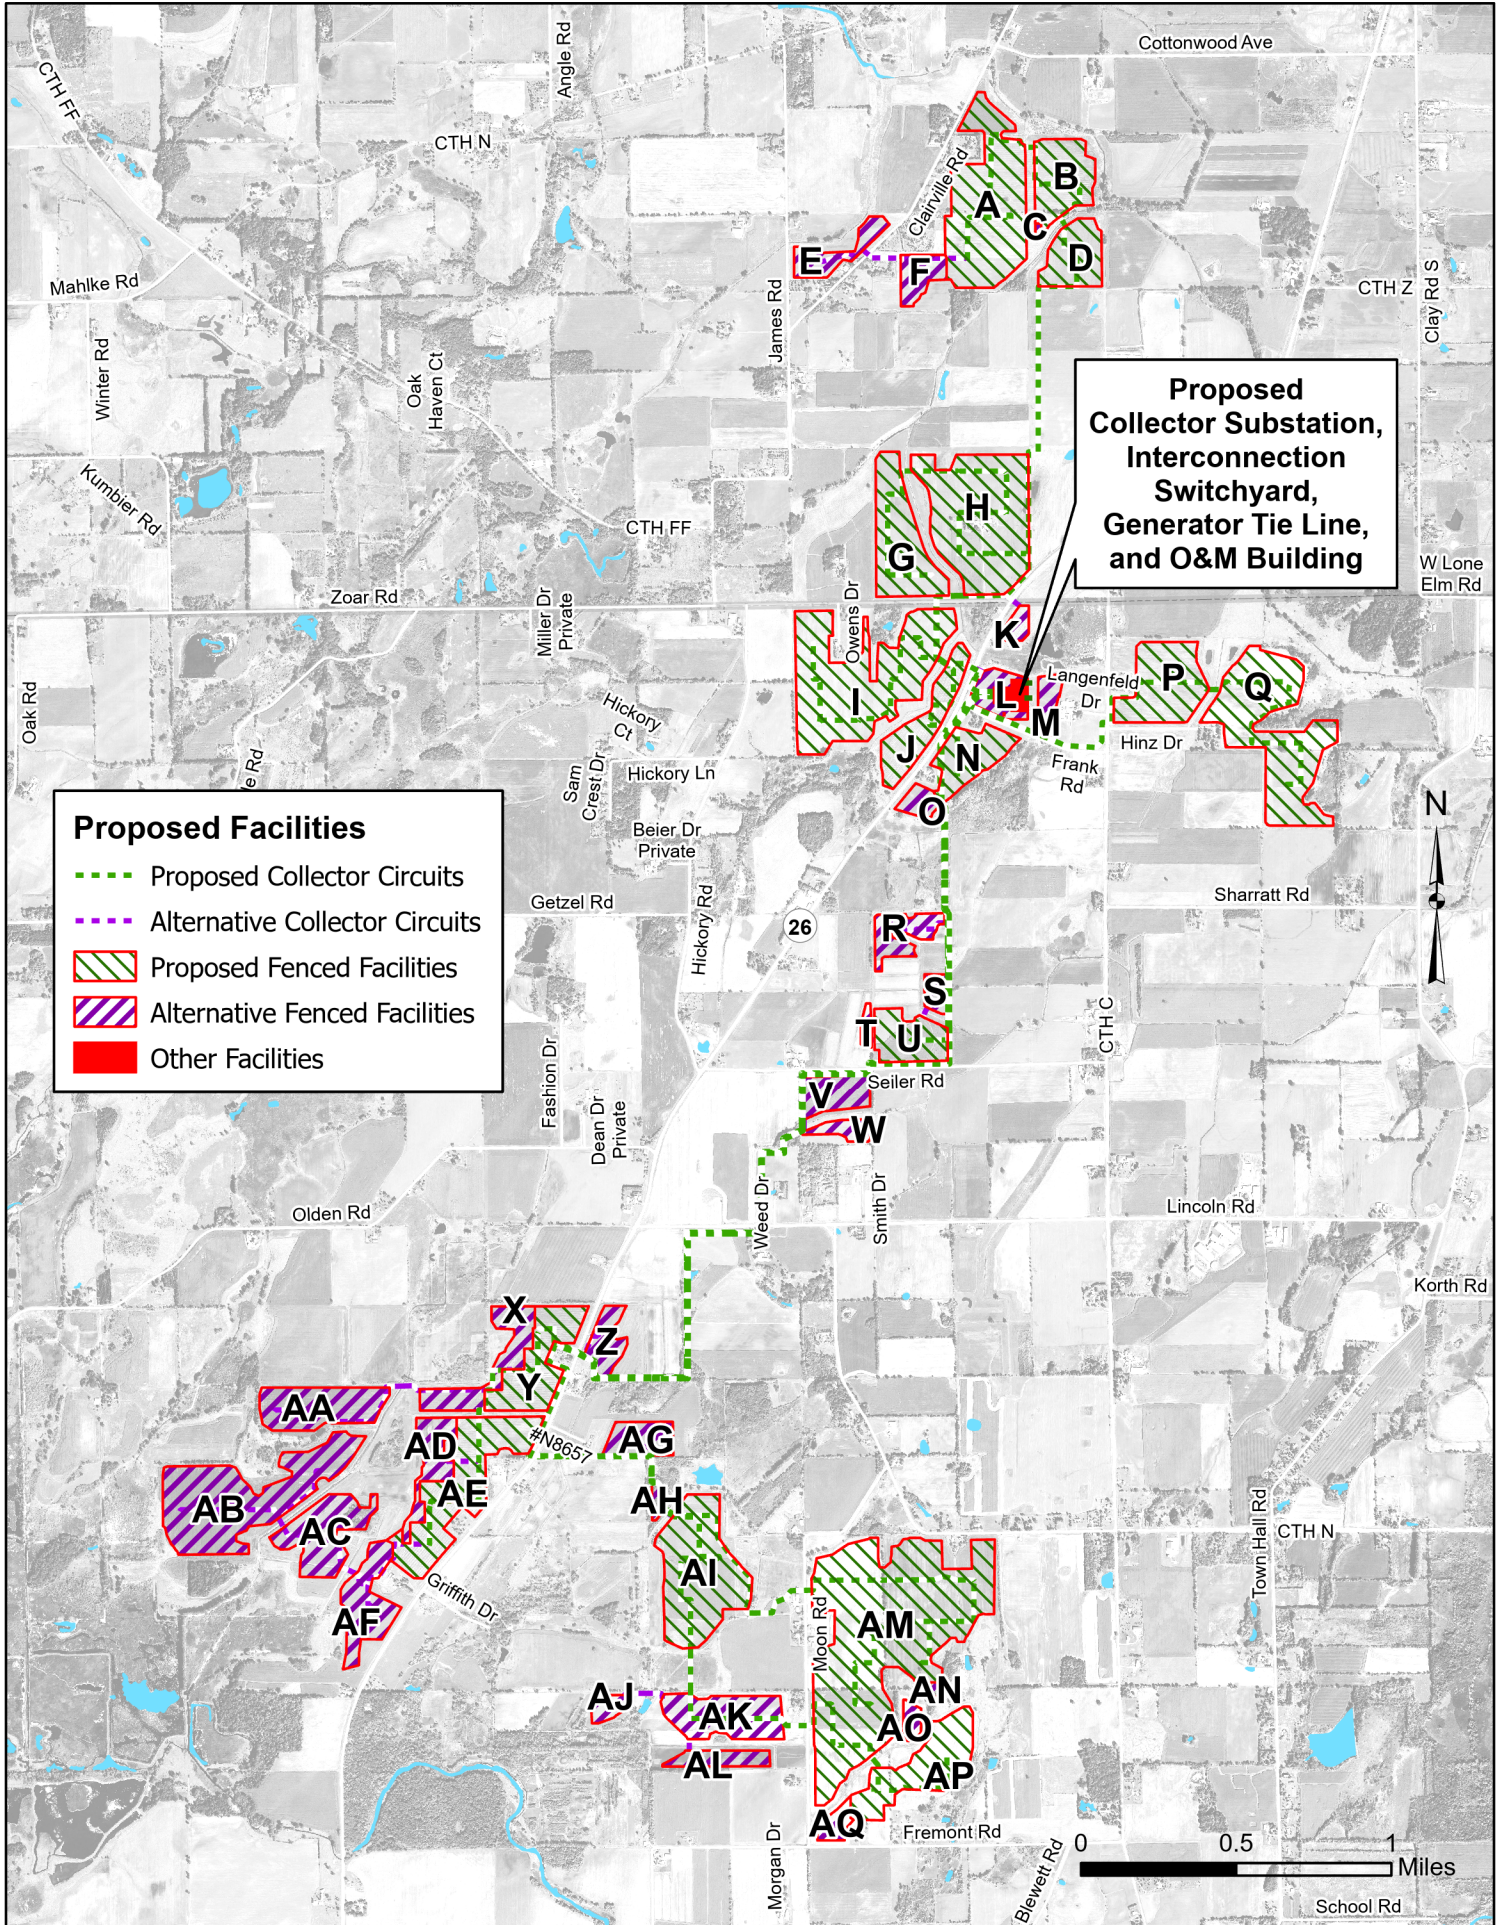 Cottonwood Ave
Angle Rd
CTH FF
CTH N
Clairville Rd
A
B
C
D
E
F
Mahlke Rd
CTH Z
Clay Rd S
James Rd
Winter Rd
Oak
Haven Ct
Proposed
Collector Substation,
Interconnection
Switchyard,
Generator Tie Line,
and O&M Building
Kumbier Rd
CTH FF
H
G
W Lone
Elm Rd
Zoar Rd
Miller Dr
Private
Owens Dr
K
Langenfeld
Dr
P
Q
I
L
M
Oak Rd
Hickory
Ct
J
N
Hinz Dr
Frank
Rd
le Rd
Sam
Crest Dr
Hickory Ln
O
N
Beier Dr
Private
Proposed Facilities
Proposed Collector Circuits
Alternative Collector Circuits
Proposed Fenced Facilities
Alternative Fenced Facilities
Other Facilities
Getzel Rd
Sharratt Rd
Hickory Rd
26
R
S
T
U
CTH C
Fashion Dr
Seiler Rd
V
W
Dean Dr
Private
Weed Dr
Smith Dr
Olden Rd
Lincoln Rd
Korth Rd
X
Z
Y
AA
AD
#N8657
AG
AE
AH
AB
AC
Town Hall Rd
CTH N
AI
Griffith Dr
AF
Moon Rd
AM
AJ
AN
AK
AO
AL
AP
AQ
Fremont Rd
Morgan Dr
Blewett Rd
0 0.5 1
Miles
School Rd